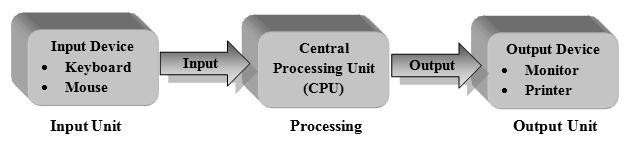 Input Device
• Keyboard
• Mouse
Input
Central
Processing Unit
(CPU)
Output
Output Device
• Monitor
• Printer
Input Unit
Processing
Output Unit